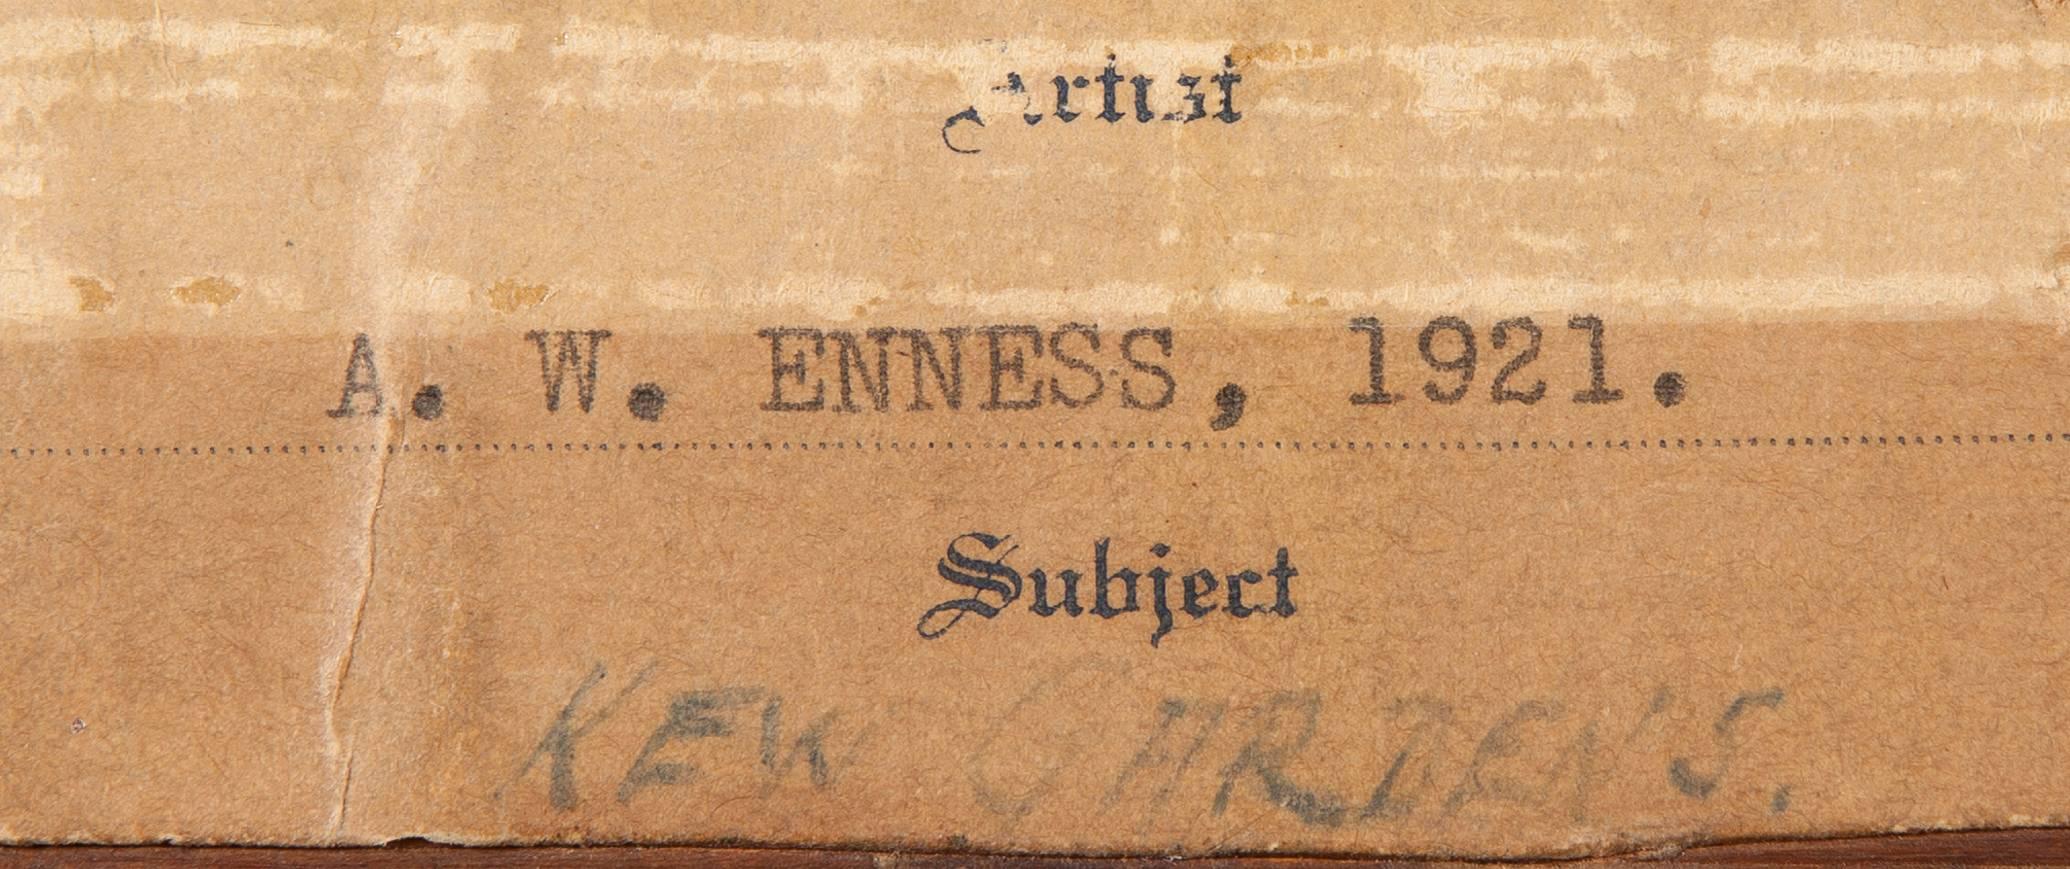 Artist
A. W. ENNESS, 1921.
Subject
KEW GARDENS.